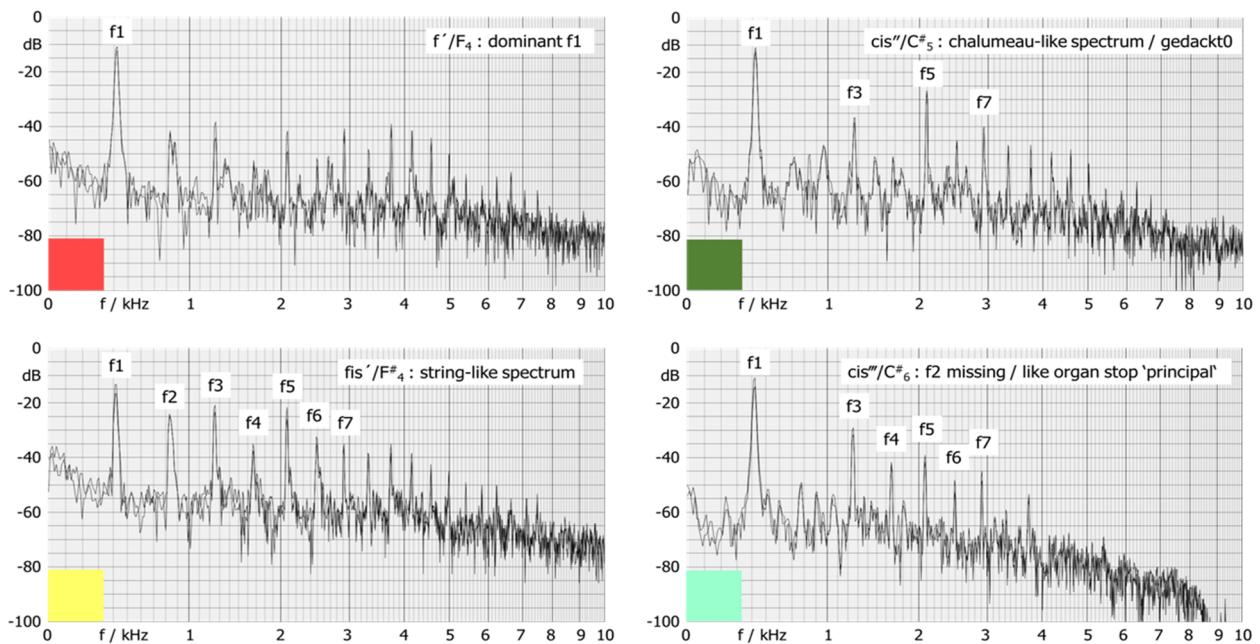 0
dB
-20
-40
-60
-80
-100
f1
f´/F4 : dominant f1
0 f / kHz 1 2 3 4 5 6 7 8 9 10
0
dB
-20
-40
-60
-80
-100
f1
f3
f5
f7
cis″/C#5 : chalumeau-like spectrum / gedackt0
0 f / kHz 1 2 3 4 5 6 7 8 9 10
0
dB
-20
-40
-60
-80
-100
f1
f2
f3
f4
f5
f6
f7
fis´/F#4 : string-like spectrum
0 f / kHz 1 2 3 4 5 6 7 8 9 10
0
dB
-20
-40
-60
-80
-100
f1
f3
f4
f5
f6
f7
cis‴/C#6 : f2 missing / like organ stop ‘principal‘
0 f / kHz 1 2 3 4 5 6 7 8 9 10